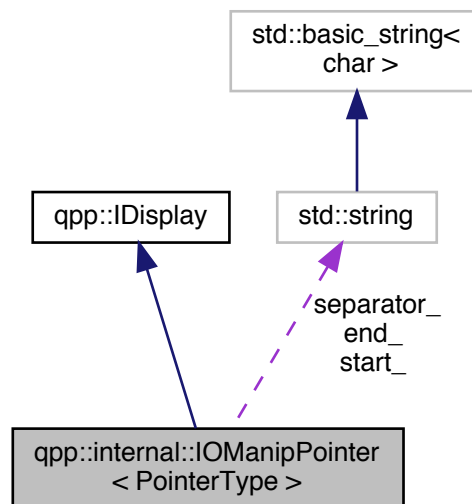 std::basic_string<
char >
qpp::IDisplay
std::string
separator_
end_
start_
qpp::internal::IOManipPointer
< PointerType >